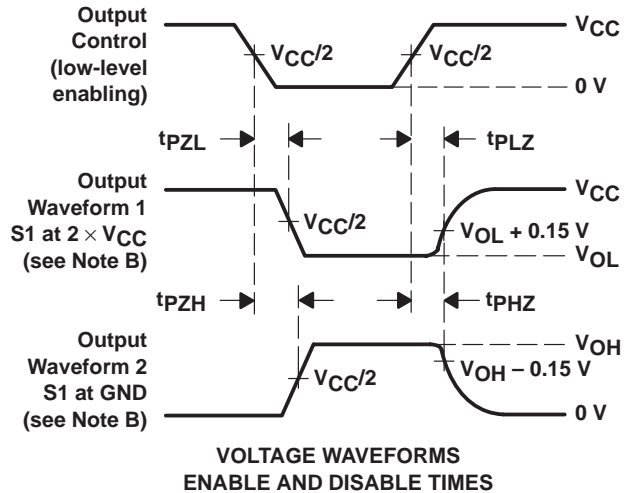 Output
Control
(low-level
enabling)
VCC/2
VCC/2
VCC
0 V
tPZL
tPLZ
Output
Waveform 1
S1 at 2 × VCC
(see Note B)
VCC/2
VCC
VOL + 0.15 V
VOL
tPZH
tPHZ
Output
Waveform 2
S1 at GND
(see Note B)
VCC/2
VOH
VOH − 0.15 V
0 V
VOLTAGE WAVEFORMS
ENABLE AND DISABLE TIMES